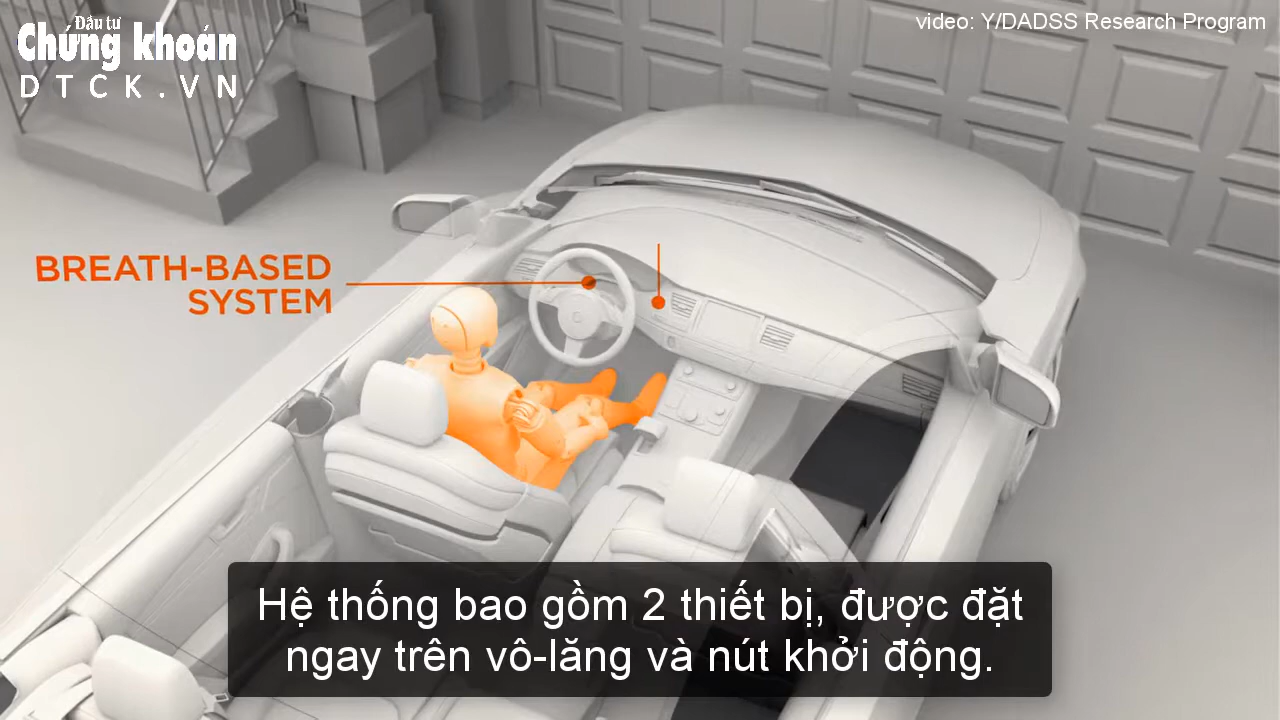 Đầu tư
Chứng khoán
DTCK.VN
video: Y/DADSS Research Program
BREATH-BASED
SYSTEM
Hệ thống bao gồm 2 thiết bị, được đặt
ngay trên vô-lăng và nút khởi động.